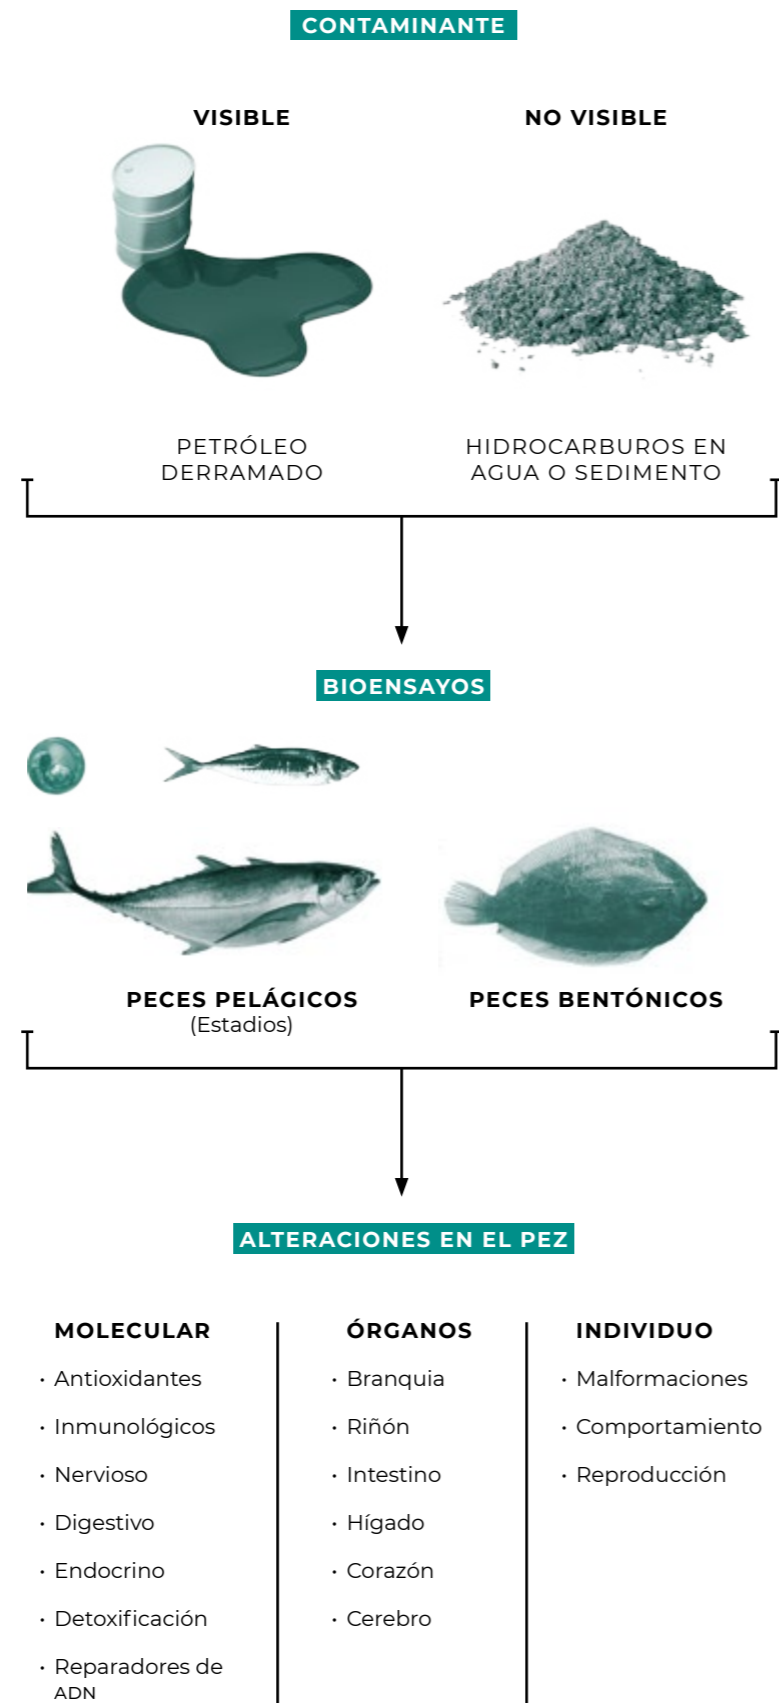 CONTAMINANTE
VISIBLE
NO VISIBLE
PETRÓLEO
DERRAMADO
HIDROCARBUROS EN
AGUA O SEDIMENTO
BIOENSAYOS
PECES PELÁGICOS
(Estadios)
PECES BENTÓNICOS
ALTERACIONES EN EL PEZ
MOLECULAR
· Antioxidantes
· Inmunológicos
· Nervioso
· Digestivo
· Endocrino
· Detoxificación
· Reparadores de
ADN
ÓRGANOS
· Branquia
· Riñón
· Intestino
· Hígado
· Corazón
· Cerebro
INDIVIDUO
· Malformaciones
· Comportamiento
· Reproducción